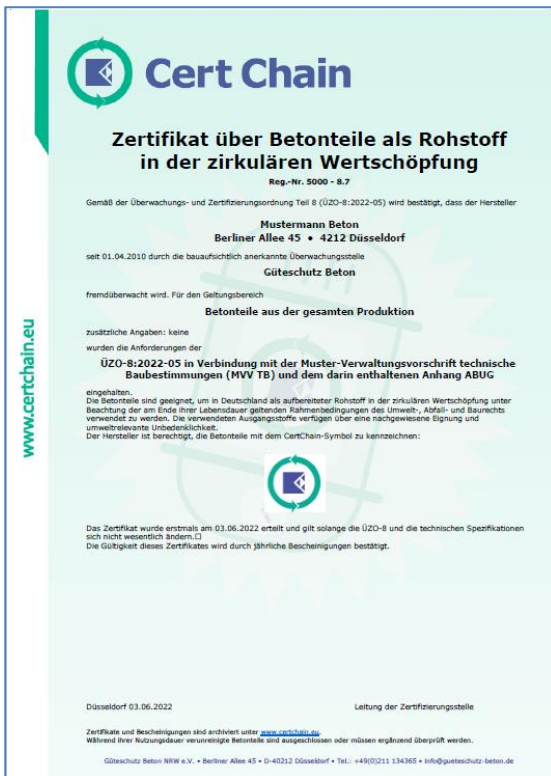 Cert Chain
Zertifikat über Betonteile als Rohstoff
in der zirkulären Wertschöpfung
Reg.-Nr. 5000 - 8.7
Gemäß der Überwachungs- und Zertifizierungsordnung Teil 8 (ÜZO-8:2022-05) wird bestätigt, dass der Hersteller
Mustermann Beton
Berliner Allee 45 • 4212 Düsseldorf
seit 01.04.2010 durch die bauaufsichtlich anerkannte Überwachungsstelle
Güteschutz Beton
fremdüberwacht wird. Für den Geltungsbereich
Betonteile aus der gesamten Produktion
zusätzliche Angaben: keine
wurden die Anforderungen der
ÜZO-8:2022-05 in Verbindung mit der Muster-Verwaltungsvorschrift technische
Baubestimmungen (MVV TB) und dem darin enthaltenen Anhang ABUG
eingehalten.
Die Betonteile sind geeignet, um in Deutschland als aufbereiteter Rohstoff in der zirkulären Wertschöpfung unter
Beachtung der am Ende ihrer Lebensdauer geltenden Rahmenbedingungen des Umwelt-, Abfall- und Baurechts
verwendet zu werden. Die verwendeten Ausgangsstoffe verfügen über eine nachgewiesene Eignung und
umweltrelevante Unbedenklichkeit.
Der Hersteller ist berechtigt, die Betonteile mit dem CertChain-Symbol zu kennzeichnen:
www.certchain.eu
Das Zertifikat wurde erstmals am 03.06.2022 erteilt und gilt solange die ÜZO-8 und die technischen Spezifikationen
sich nicht wesentlich ändern.□
Die Gültigkeit dieses Zertifikates wird durch jährliche Bescheinigungen bestätigt.
Düsseldorf 03.06.2022 Leitung der Zertifizierungsstelle
Zertifikate und Bescheinigungen sind archiviert unter www.certchain.eu.
Während ihrer Nutzungsdauer verunreinigte Betonteile sind ausgeschlossen oder müssen ergänzend überprüft werden.
Güteschutz Beton NRW e.V. • Berliner Allee 45 • D-40212 Düsseldorf • Tel.: +49(0)211 134365 • info@gueteschutz-beton.de